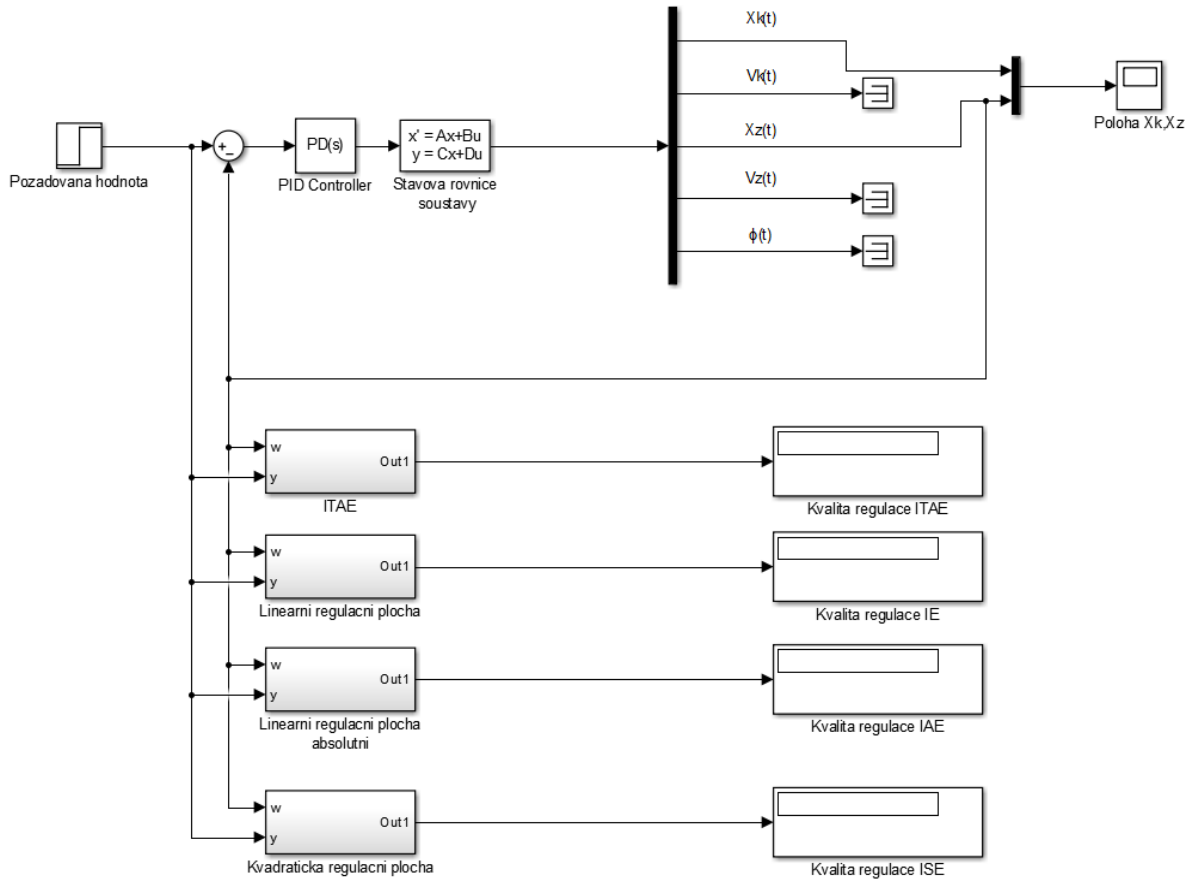 Xk(t)
Vk(t)
Xz(t)
Vz(t)
ϕ(t)
Poloha Xk,Xz
Pozadovana hodnota
+
−
PD(s)
PID Controller
x' = Ax+Bu
y = Cx+Du
Stavova rovnice
soustavy
w
y
Out1
ITAE
Kvalita regulace ITAE
w
y
Out1
Linearni regulacni plocha
Kvalita regulace IE
w
y
Out1
Linearni regulacni plocha
absolutni
Kvalita regulace IAE
w
y
Out1
Kvadraticka regulacni plocha
Kvalita regulace ISE